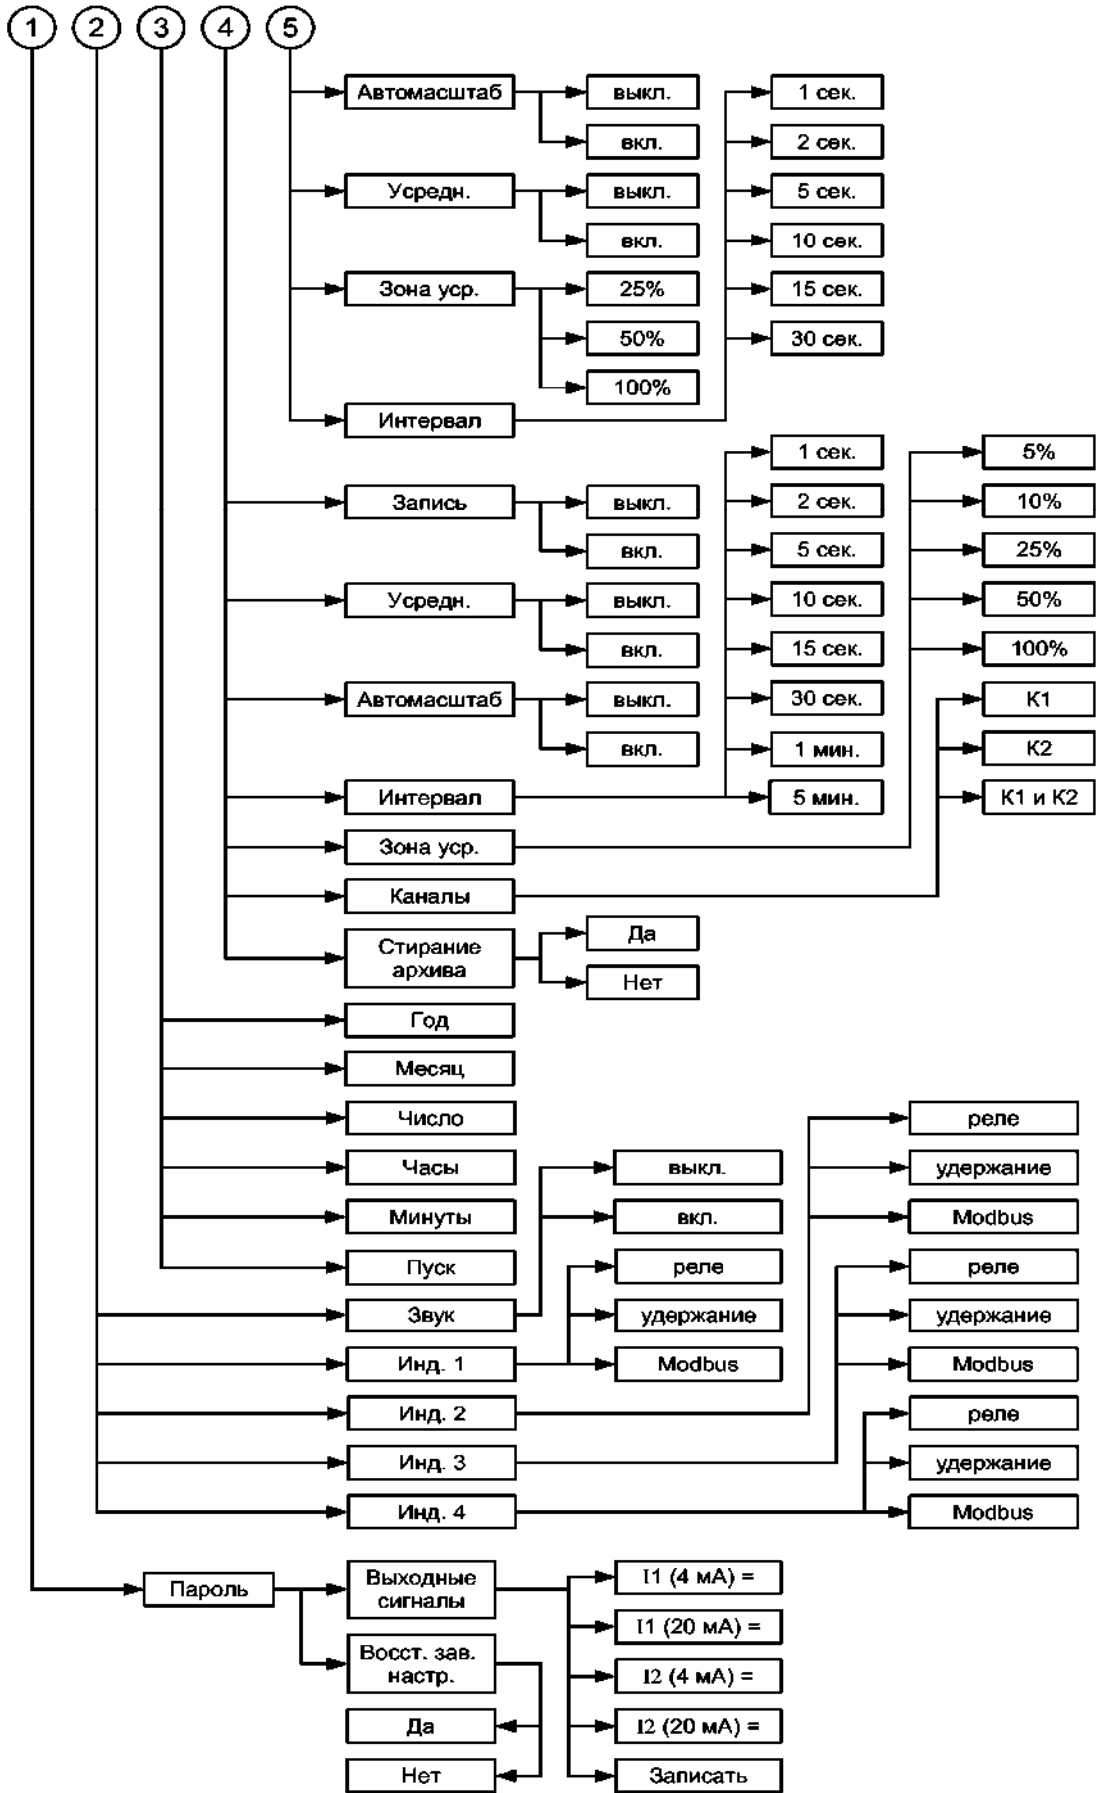 1 2 3 4 5
Автомасштаб выкл. 1 сек.
вкл. 2 сек.
Усредн. выкл. 5 сек.
вкл. 10 сек.
Зона уср. 25% 15 сек.
50% 30 сек.
100%
Интервал
1 сек. 5%
Запись выкл. 2 сек. 10%
вкл. 5 сек. 25%
Усредн. выкл. 10 сек. 50%
вкл. 15 сек. 100%
Автомасштаб выкл. 30 сек. К1
вкл. 1 мин. К2
Интервал 5 мин. К1 и К2
Зона уср.
Каналы
Стирание
архива
Да
Нет
Год
Месяц
Число реле
Часы выкл. удержание
Минуты вкл. Modbus
Пуск реле реле
Звук удержание удержание
Инд. 1 Modbus Modbus
Инд. 2 реле
Инд. 3 удержание
Инд. 4 Modbus
Пароль
Выходные
сигналы
I1 (4 мА) =
I1 (20 мА) =
Восст. зав.
настр.
I2 (4 мА) =
Да I2 (20 мА) =
Нет Записать